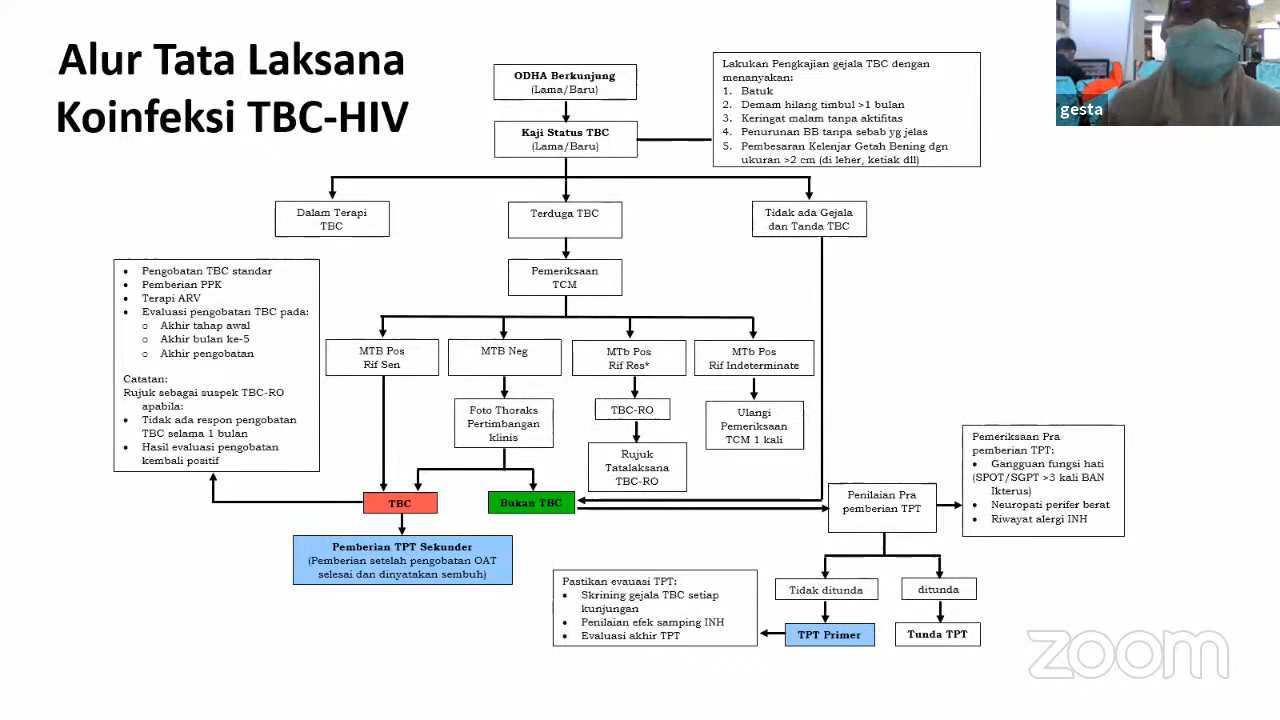 Alur Tata Laksana
Koinfeksi TBC-HIV
gesta
ODHA Berkunjung
(Lama/Baru)
Kaji Status TBC
(Lama/Baru)
Lakukan Pengkajian gejala TBC dengan
menanyakan:
1. Batuk
2. Demam hilang timbul >1 bulan
3. Keringat malam tanpa aktifitas
4. Penurunan BB tanpa sebab yg jelas
5. Pembesaran Kelenjar Getah Bening dgn
ukuran >2 cm (di leher, ketiak dll)
Dalam Terapi
TBC
Terduga TBC
Tidak ada Gejala
dan Tanda TBC
Pemeriksaan
TCM
• Pengobatan TBC standar
• Pemberian PPK
• Terapi ARV
• Evaluasi pengobatan TBC pada:
o Akhir tahap awal
o Akhir bulan ke-5
o Akhir pengobatan
Catatan:
Rujuk sebagai suspek TBC-RO
apabila:
• Tidak ada respon pengobatan
TBC selama 1 bulan
• Hasil evaluasi pengobatan
kembali positif
MTB Pos
Rif Sen
MTB Neg
MTb Pos
Rif Res*
MTb Pos
Rif Indeterminate
Foto Thoraks
Pertimbangan
klinis
TBC-RO
Rujuk
Tatalaksana
TBC-RO
Ulangi
Pemeriksaan
TCM 1 kali
TBC
Bukan TBC
Penilaian Pra
pemberian TPT
Pemeriksaan Pra
pemberian TPT:
• Gangguan fungsi hati
(SPOT/SGPT >3 kali BAN
Ikterus)
• Neuropati perifer berat
• Riwayat alergi INH
Pemberian TPT Sekunder
(Pemberian setelah pengobatan OAT
selesai dan dinyatakan sembuh)
Pastikan evauasi TPT:
• Skrining gejala TBC setiap
kunjungan
• Penilaian efek samping INH
• Evaluasi akhir TPT
Tidak ditunda
ditunda
TPT Primer
Tunda TPT
zoom